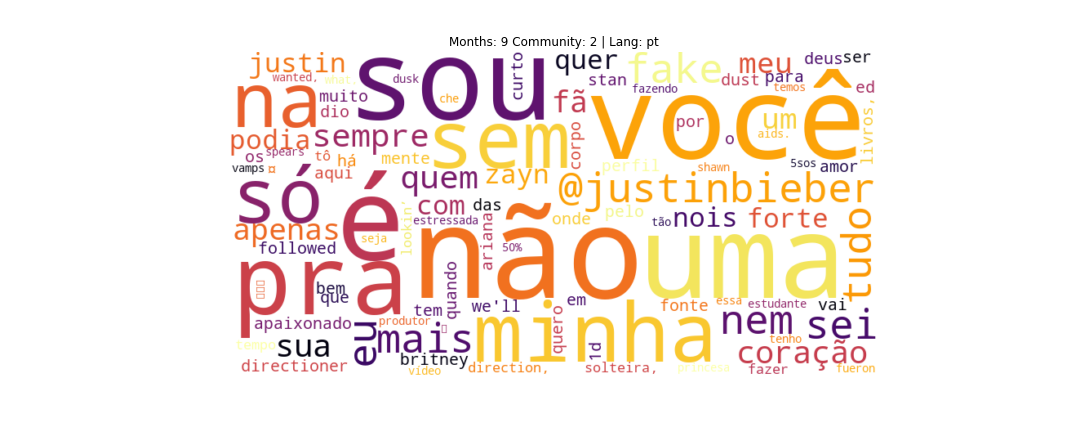 Months: 9 Community: 2 | Lang: pt
justin sou dusk curto quer fake meu deus ser
wanted. what stan dust para ed
na muito che fã fazendo você temos
podia dio sempre sem corpo por um livros,
os spears tô há mente o aids.
vamps aqui quem zayn perfil shawn 5sos amor
só é com das @justinbieber
apenas lookin' estressada arianna onde pelo tão nois forte tudo
followed seja não 50% uma
pra bem que quando tem we'll em fonte essa estudante vai
apaixonado produtor minha quero 1d nem sei
sua eu mais tenho
britney coração
directioner video direction, solteira, princesa fazer fueron